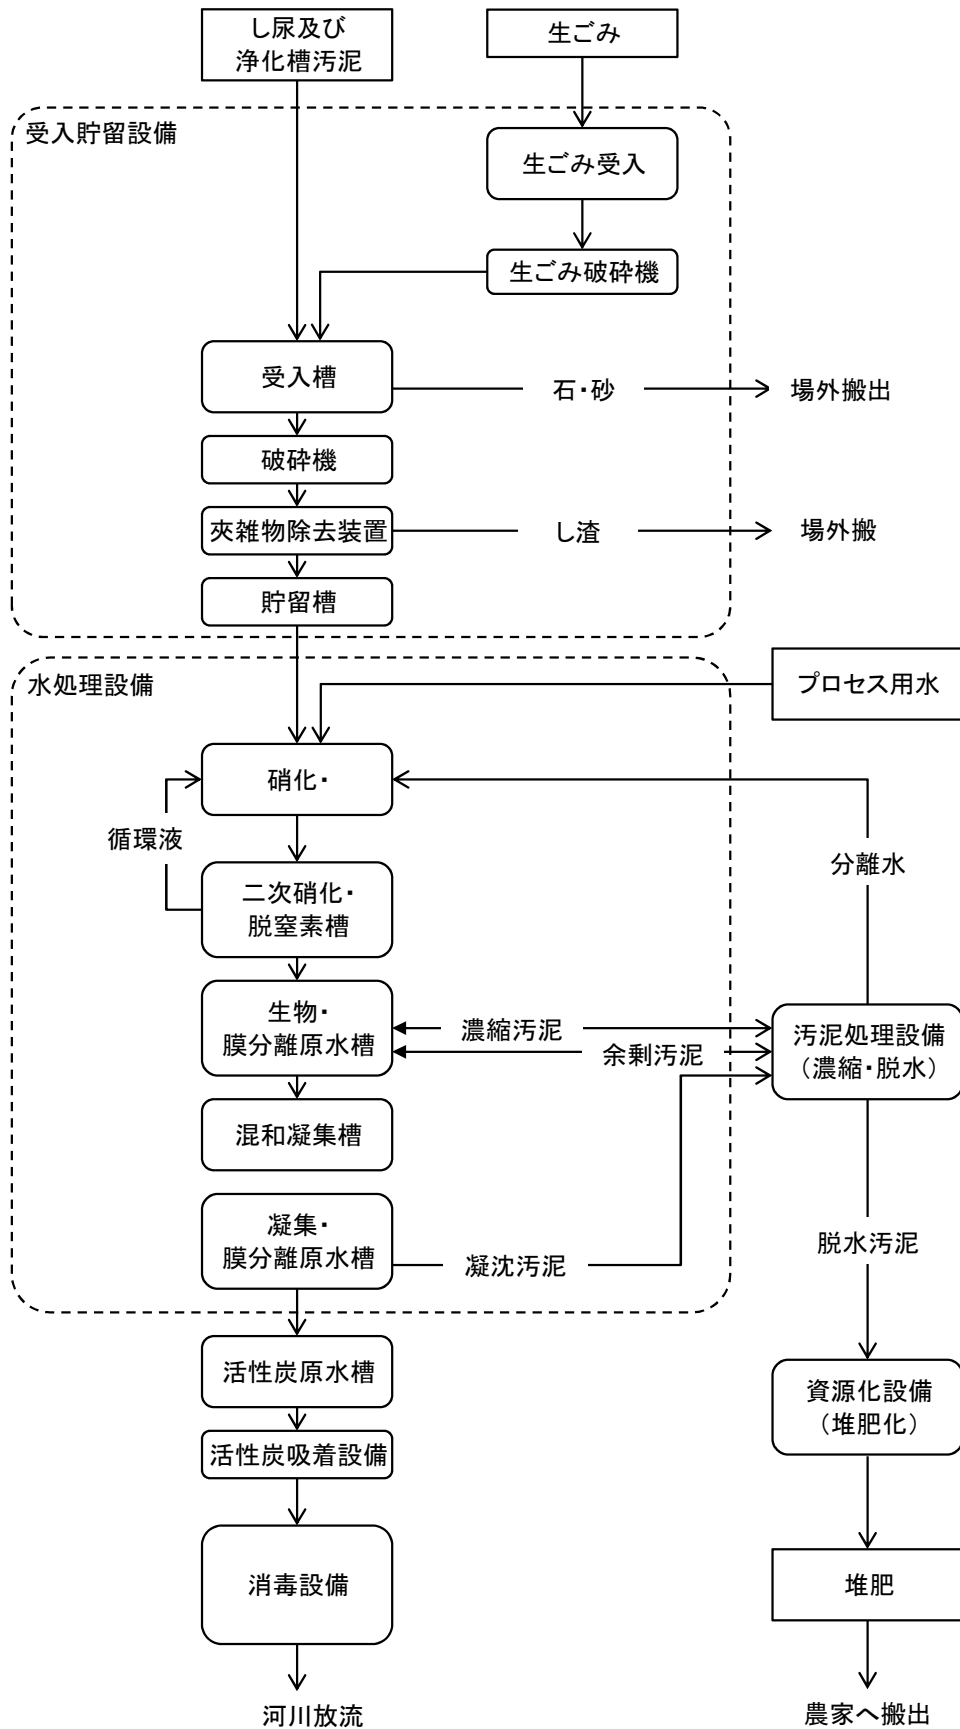 し尿及び
浄化槽汚泥
生ごみ
受入貯留設備
生ごみ受入
生ごみ破砕機
受入槽
石・砂
場外搬出
破砕機
夾雑物除去装置
し渣
場外搬
貯留槽
水処理設備
プロセス用水
硝化・
循環液
分離水
二次硝化・
脱窒素槽
生物・
膜分離原水槽
濃縮汚泥
余剰汚泥
汚泥処理設備
（濃縮・脱水）
混和凝集槽
凝集・
膜分離原水槽
凝沈汚泥
脱水汚泥
活性炭原水槽
資源化設備
（堆肥化）
活性炭吸着設備
消毒設備
堆肥
河川放流
農家へ搬出